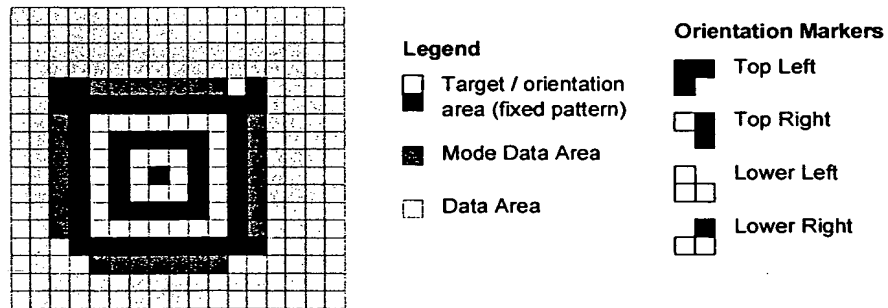 Legend
Target / orientation
area (fixed pattern)
Mode Data Area
Data Area
Orientation Markers
Top Left
Top Right
Lower Left
Lower Right